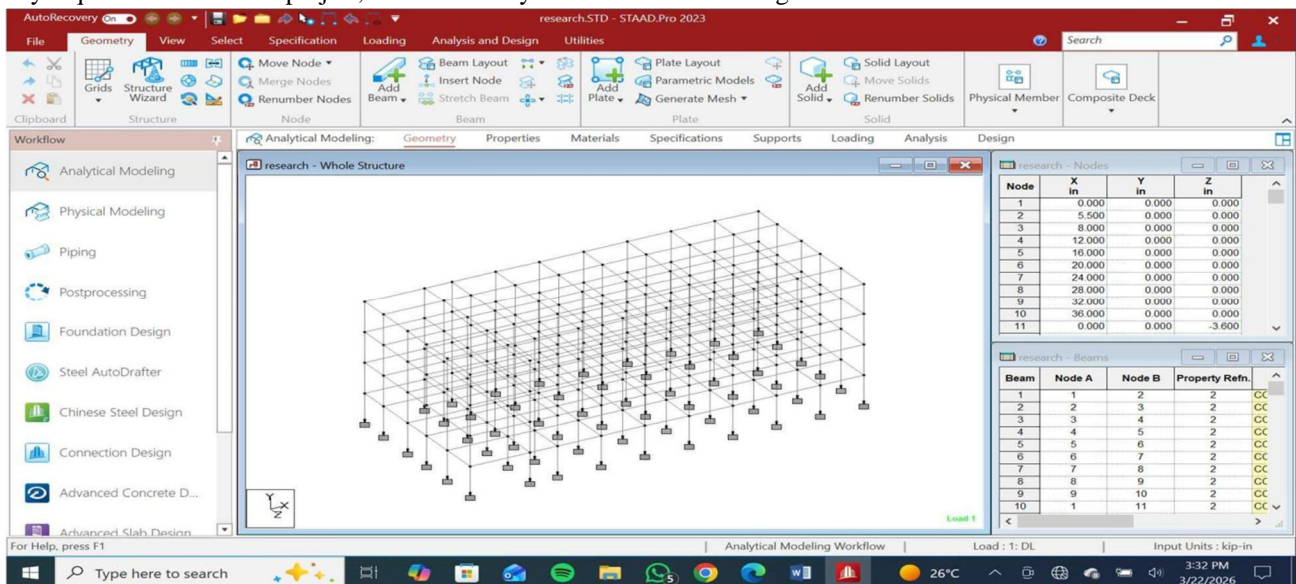 AutoRecovery On research.STD - STAAD.Pro 2023
File Geometry View Select Specification Loading Analysis and Design Utilities Search
Grids
Structure Wizard
Move Node
Merge Nodes
Renumber Nodes
Add Beam
Beam Layout
Insert Node
Stretch Beam
Add Plate
Plate Layout
Parametric Models
Generate Mesh
Add Solid
Solid Layout
Move Solids
Renumber Solids
Physical Member
Composite Deck
Clipboard Structure Node Beam Plate Solid
Workflow
Analytical Modeling: Geometry Properties Materials Specifications Supports Loading Analysis Design
Analytical Modeling
Physical Modeling
Piping
Postprocessing
Foundation Design
Steel AutoDrafter
Chinese Steel Design
Connection Design
Advanced Concrete D...
Advanced Slab Design
research - Whole Structure
Y
X
Z
Load 1
research - Nodes
Node X in Y in Z in
1 0.000 0.000 0.000
2 5.500 0.000 0.000
3 8.000 0.000 0.000
4 12.000 0.000 0.000
5 16.000 0.000 0.000
6 20.000 0.000 0.000
7 24.000 0.000 0.000
8 28.000 0.000 0.000
9 32.000 0.000 0.000
10 36.000 0.000 0.000
11 0.000 0.000 -3.600
research - Beams
Beam Node A Node B Property Refn.
1 1 2 2 CC
2 2 3 2 CC
3 3 4 2 CC
4 4 5 2 CC
5 5 6 2 CC
6 6 7 2 CC
7 7 8 2 CC
8 8 9 2 CC
9 9 10 2 CC
10 1 11 2 CC
For Help, press F1 Analytical Modeling Workflow Load : 1: DL Input Units : kip-in
Type here to search 5 26°C 3:32 PM
3/22/2026